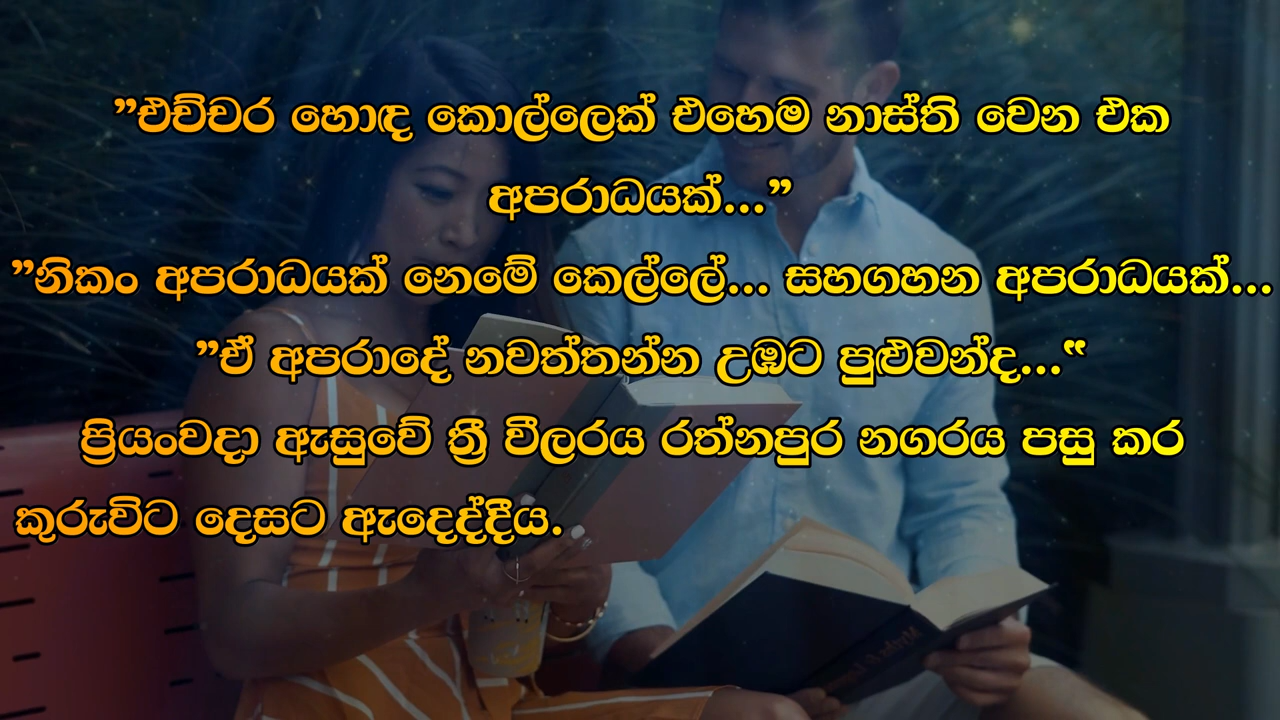 ”එච්චර හොඳ කොල්ලෙක් එහෙම නාස්ති වෙන එක
අපරාධයක්...”
”නිකං අපරාධයක් නෙමේ කෙල්ලේ... සහගහන අපරාධයක්...
”ඒ අපරාදේ නවත්තන්න උඹට පුළුවන්ද...‟
ප්‍රියංවදා ඇසුවේ ත්‍රී වීලරය රත්නපුර නගරය පසු කර
කුරුවිට දෙසට ඇදෙද්දීය.